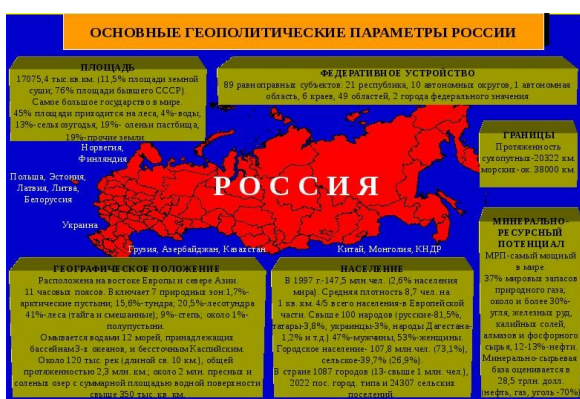 ОСНОВНЫЕ ГЕОПОЛИТИЧЕСКИЕ ПАРАМЕТРЫ РОССИИ
ПЛОЩАДЬ
17075,4 тыс.кв.км. (11,5% площади земной
суши; 76% площади бывшего СССР).
Самое большое государство в мире.
45% площади приходится на леса, 4%-воды,
13%-сельхозугодья, 19%- оленьи пастбища,
19%-прочие земли
ФЕДЕРАТИВНОЕ УСТРОЙСТВО
89 равноправных субъектов: 21 республика, 10 автономных округов, 1 автономная
область, 6 краев, 49 областей, 2 города федерального значения
ГРАНИЦЫ
Протяженность
сухопутных-20322 км.
морских-ок. 38000 км.
Норвегия,
Финляндия
Польша, Эстония,
Латвия, Литва,
Белоруссия
Украина
РОССИЯ
Грузия, Азербайджан, Казахстан
Китай, Монголия, КНДР
ГЕОГРАФИЧЕСКОЕ ПОЛОЖЕНИЕ
Расположена на востоке Европы и севере Азии.
11 часовых поясов. Включает 7 природных зон:1,7%-
арктические пустыни; 15,6%-тундра; 20,5%-лесотундра
41%-леса (тайга и смешанные); 9%-степь; около 1%-
полупустыни.
Омывается водами 12 морей, принадлежащих
бассейнам 3-х океанов, и бессточным Каспийским.
Около 120 тыс. рек (длиной св. 10 км.), общей
протяженностью 2,3 млн. км.; около 2 млн. пресных и
соленых озер с суммарной площадью водной поверхности
свыше 350 тыс. кв. км.
НАСЕЛЕНИЕ
В 1997 г-147,5 млн чел. (2,6% населения
мира). Средняя плотность 8,7 чел. на
1 кв. км. 4/5 всего населения-в Европейской
части. Свыше 100 народов (русские-81,5%,
татары-3,8%, украинцы-3%, народы Дагестана-
1,2% и т.д.) 47%-мужчины, 53%-женщины.
Городское население- 107,8 млн чел. (73,1%),
сельское-39,7% (26,9%).
В стране 1087 городов (13-свыше 1 млн. чел.),
2022 пос. город. типа и 24307 сельских
поселений.
МИНЕРАЛЬНО-
РЕСУРСНЫЙ
ПОТЕНЦИАЛ
МРП-самый мощный
в мире.
37% мировых запасов
природного газа,
около и более 30%-
угля, железных руд,
калийных солей,
алмазов и фосфорного
сырья, 12-13%-нефти.
Минерально-сырьевая
база оценивается в
28,5 трлн. долл.
(нефть, газ, уголь -70%)